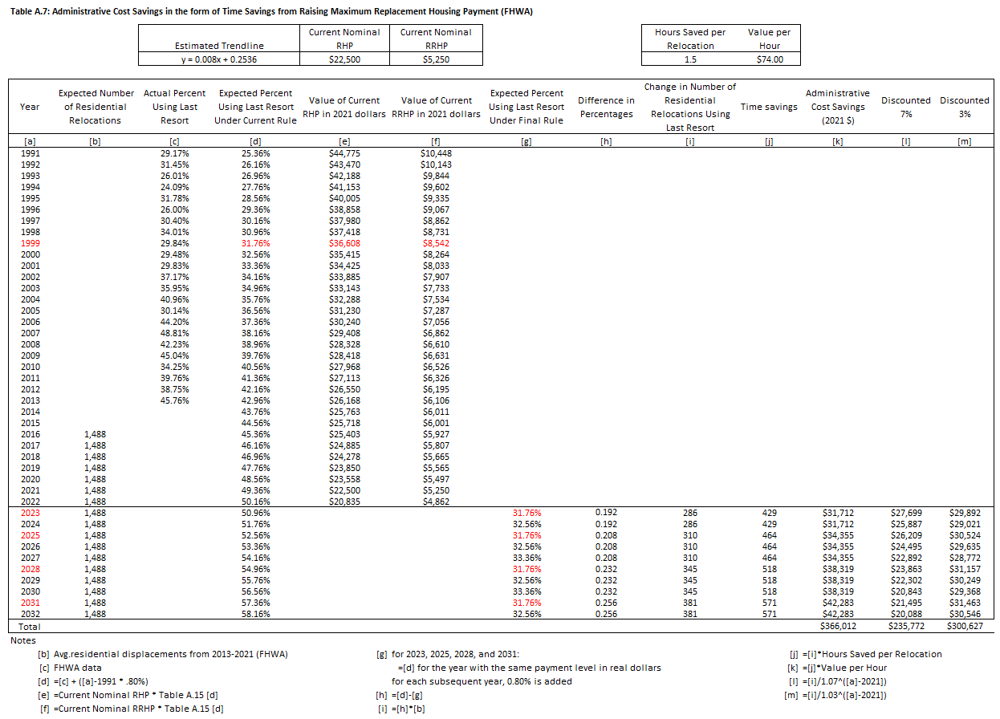 Table A.7: Administrative Cost Savings in the form of Time Savings from Raising Maximum Replacement Housing Payment (FHWA)
Estimated Trendline Current Nominal RHP Current Nominal RRHP
y = 0.008x + 0.2536 $22,500 $5,250
Hours Saved per Relocation Value per Hour
1.5 $74.00
Year Expected Number of Residential Relocations Actual Percent Using Last Resort Expected Percent Using Last Resort Under Current Rule Value of Current RHP in 2021 dollars Value of Current RRHP in 2021 dollars Expected Percent Using Last Resort Under Final Rule Difference in Percentages Change in Number of Residential Relocations Using Last Resort Time savings Administrative Cost Savings (2021 $) Discounted 7% Discounted 3%
[a] [b] [c] [d] [e] [f] [g] [h] [i] [j] [k] [l] [m]
1991 29.17% 25.36% $44,775 $10,448
1992 31.45% 26.16% $43,470 $10,143
1993 26.01% 26.96% $42,188 $9,844
1994 24.09% 27.76% $41,153 $9,602
1995 31.78% 28.56% $40,005 $9,335
1996 26.00% 29.36% $38,858 $9,067
1997 30.40% 30.16% $37,980 $8,862
1998 34.01% 30.96% $37,418 $8,731
1999 29.84% 31.76% $36,608 $8,542
2000 29.48% 32.56% $35,415 $8,264
2001 29.83% 33.36% $34,425 $8,033
2002 37.17% 34.16% $33,885 $7,907
2003 35.95% 34.96% $33,143 $7,733
2004 40.96% 35.76% $32,288 $7,534
2005 30.14% 36.56% $31,230 $7,287
2006 44.20% 37.36% $30,240 $7,056
2007 48.81% 38.16% $29,408 $6,862
2008 42.23% 38.96% $28,328 $6,610
2009 45.04% 39.76% $28,418 $6,631
2010 34.25% 40.56% $27,968 $6,526
2011 39.76% 41.36% $27,113 $6,326
2012 38.75% 42.16% $26,550 $6,195
2013 45.76% 42.96% $26,168 $6,106
2014 43.76% $25,763 $6,011
2015 44.56% $25,718 $6,001
2016 1,488 45.36% $25,403 $5,927
2017 1,488 46.16% $24,885 $5,807
2018 1,488 46.96% $24,278 $5,665
2019 1,488 47.76% $23,850 $5,565
2020 1,488 48.56% $23,558 $5,497
2021 1,488 49.36% $22,500 $5,250
2022 1,488 50.16% $20,835 $4,862
2023 1,488 50.96% 31.76% 0.192 286 429 $31,712 $27,699 $29,892
2024 1,488 51.76% 32.56% 0.192 286 429 $31,712 $25,887 $29,021
2025 1,488 52.56% 31.76% 0.208 310 464 $34,355 $26,209 $30,524
2026 1,488 53.36% 32.56% 0.208 310 464 $34,355 $24,495 $29,635
2027 1,488 54.16% 33.36% 0.208 310 464 $34,355 $22,892 $28,772
2028 1,488 54.96% 31.76% 0.232 345 518 $38,319 $23,863 $31,157
2029 1,488 55.76% 32.56% 0.232 345 518 $38,319 $22,302 $30,249
2030 1,488 56.56% 33.36% 0.232 345 518 $38,319 $20,843 $29,368
2031 1,488 57.36% 31.76% 0.256 381 571 $42,283 $21,495 $31,463
2032 1,488 58.16% 32.56% 0.256 381 571 $42,283 $20,088 $30,546
Total $366,012 $235,772 $300,627
Notes
[b] Avg.residential displacements from 2013-2021 (FHWA)
[c] FHWA data
[d] =[c] + ([a]-1991 * .80%)
[e] =Current Nominal RHP * Table A.15 [d]
[f] =Current Nominal RRHP * Table A.15 [d]
[g] for 2023, 2025, 2028, and 2031:
=[d] for the year with the same payment level in real dollars
for each subsequent year, 0.80% is added
[h] =[d]-[g]
[i] =[h]*[b]
[j] =[i]*Hours Saved per Relocation
[k] =[j]*Value per Hour
[l] =[i]/1.07^([a]-2021])
[m] =[i]/1.03^([a]-2021])